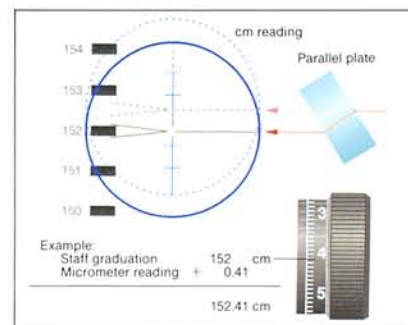 cm reading
Parallel plate
154
153
152
151
150
3
4
5
Example:
Staff graduation 152 cm
Micrometer reading + 0.41
152.41 cm